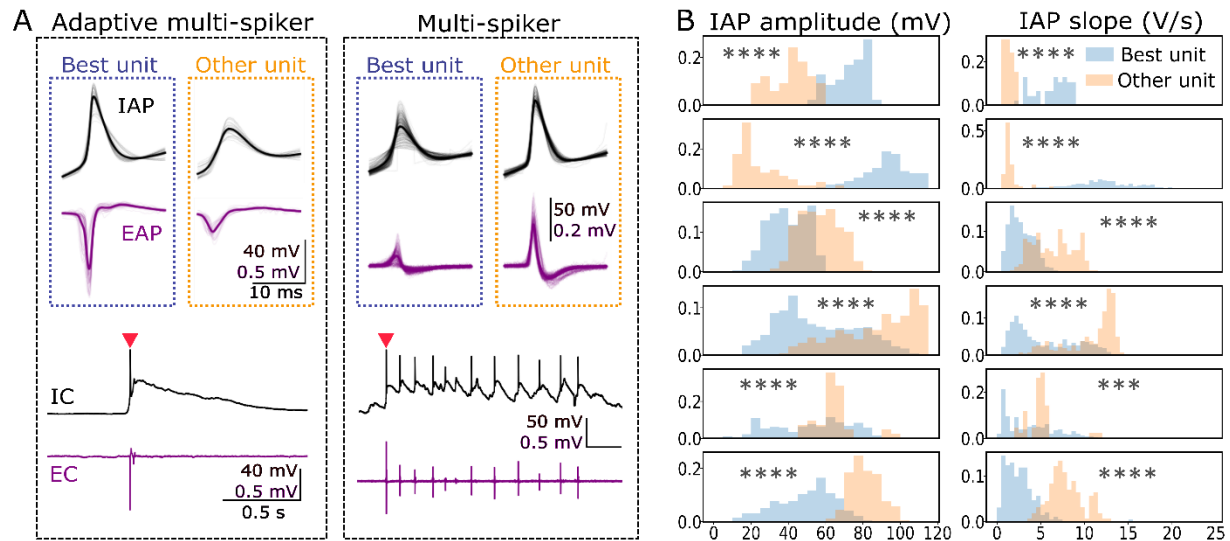 A
Adaptive multi-spiker
Multi-spiker
Best unit
Other unit
Best unit
Other unit
IAP
EAP
40 mV
0.5 mV
10 ms
50 mV
0.2 mV
IC
EC
40 mV
0.5 mV
0.5 s
50 mV
0.5 mV
B
IAP amplitude (mV)
IAP slope (V/s)
0.2
0.0
****
0.2
0.0
****
Best unit
Other unit
0.2
0.0
****
0.5
0.0
****
0.1
0.0
****
0.1
0.0
****
0.1
0.0
****
0.1
0.0
****
0.2
0.0
****
0.2
0.0
***
0.2
0.0
****
0.1
0.0
****
0 20 40 60 80 100 120
0 5 10 15 20 25